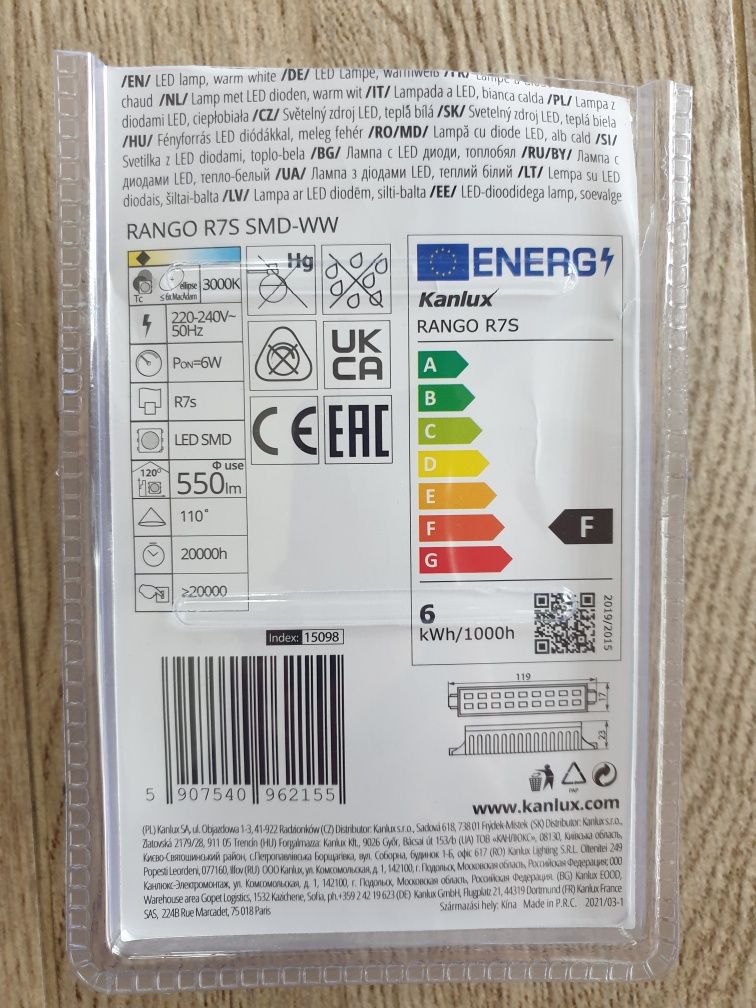 /EN/ LED lamp, warm white /DE/ LED Lampe, warmweiß /FR/ Lampe à
chaud /NL/ Lamp met LED dioden, warm wit /IT/ Lampada a LED, bianca calda /PL/ Lampa z
diodami LED, ciepłobiała /CZ/ Světelný zdroj LED, teplá bílá /SK/ Svetelný zdroj LED, teplá biela
/HU/ Fényforrás LED diódákkal, meleg fehér /RO/MD/ Lampă cu diode LED, alb cald /SI/
Svetilka z LED diodami, toplo-bela /BG/ Лампа с LED диоди, топлобял /RU/BY/ Лампа с
диодами LED, тепло-белый /UA/ Лампа з діодами LED, теплий білий /LT/ Lempa su LED
diodais, šiltai-balta /LV/ Lampa ar LED diodēm, silti-balta /EE/ LED-dioodidega lamp, soevalge
RANGO R7S SMD-WW
Tc
ellipse
≤ 6x MacAdam
3000K
220-240V~
50Hz
PON=6W
R7s
LED SMD
120°
Φ use
550lm
110°
20000h
≥20000
Hg
UK
CA
CE
EAC
ENERG
Kanlux
RANGO R7S
A
B
C
D
E
F
G
F
6
kWh/1000h
2019/2015
Index: 15098
5 907540 962155
119
17
23
PAP
www.kanlux.com
(PL) Kanlux SA, ul. Objazdowa 1-3, 41-922 Radzionków (CZ) Distributor: Kanlux s.r.o., Sadová 618, 738 01 Frýdek-Místek (SK) Distributor: Kanlux s.r.o.,
Zlatovská 2179/28, 911 05 Trencín (HU) Forgalmazza: Kanlux Kft., 9026 Győr, Bácsai út 153/b (UA) ТОВ «КАНЛЮКС», 08130, Київська область,
Києво-Святошинський район, с.Петропавлівська Борщагівка, вул. Соборна, будинок 1-Б, офіс 617 (RO) Kanlux Lighting S.R.L. Oltenitei 249
Popesti Leordeni, 077160, Ilfov (RU) ООО Kanlux, ул. Комсомольская, д. 1, 142100, г. Подольск, Московская область, Российская Федерация; ООО
Канлюкс-Электромонтаж, ул. Комсомольская, д. 1, 142100, г. Подольск, Московская область, Российская Федерация. (BG) Kanlux EOOD,
Warehouse area Gopet Logistics, 1532 Kazichene, Sofia, ph.+359 2 42 19 623 (DE) Kanlux GmbH, Flugplatz 21, 44319 Dortmund (FR) Kanlux France
SAS, 224B Rue Marcadet, 75 018 Paris
Származási hely: Kína Made in P.R.C. 2021/03-1